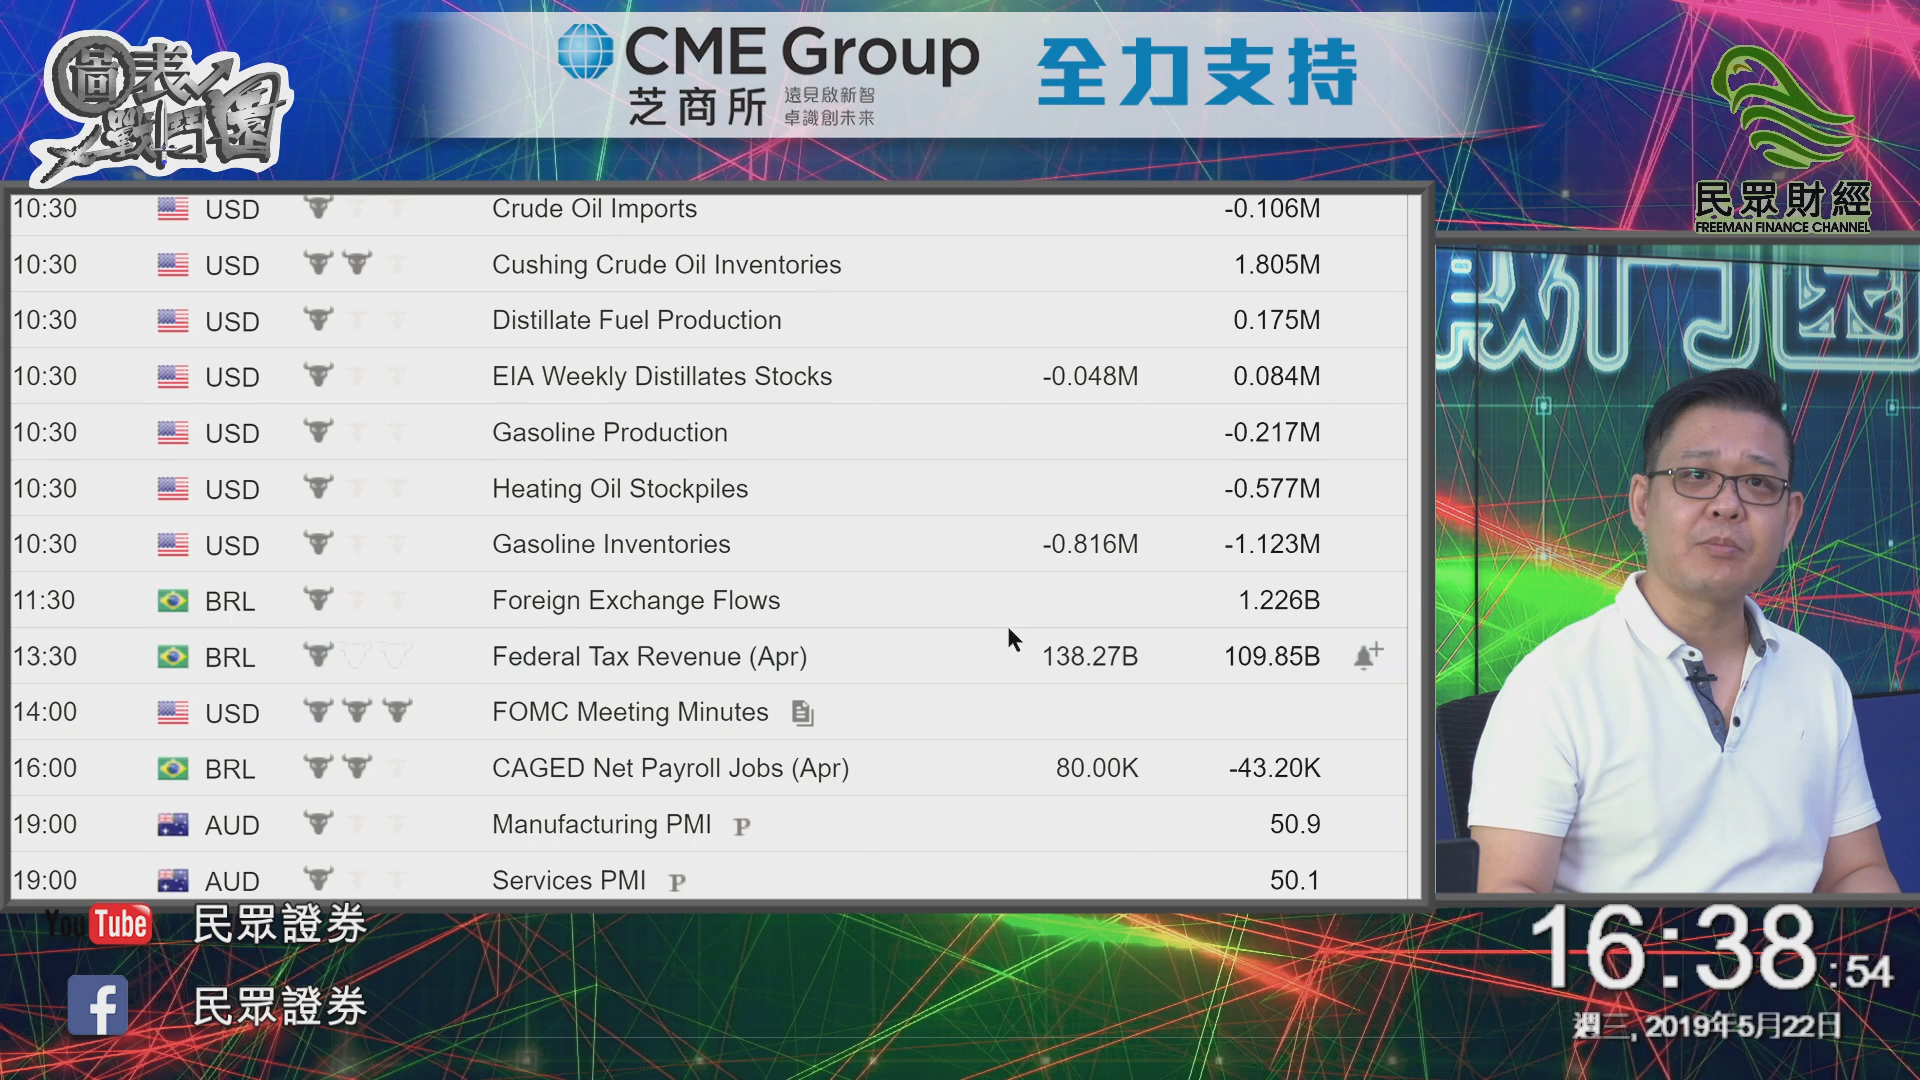 圖表
戰鬥圈
CME Group
芝商所
遠見啟新智
卓識創未來
全力支持
民眾財經
FREEMAN FINANCE CHANNEL
10:30 USD Crude Oil Imports -0.106M
10:30 USD Cushing Crude Oil Inventories 1.805M
10:30 USD Distillate Fuel Production 0.175M
10:30 USD EIA Weekly Distillates Stocks -0.048M 0.084M
10:30 USD Gasoline Production -0.217M
10:30 USD Heating Oil Stockpiles -0.577M
10:30 USD Gasoline Inventories -0.816M -1.123M
11:30 BRL Foreign Exchange Flows 1.226B
13:30 BRL Federal Tax Revenue (Apr) 138.27B 109.85B
14:00 USD FOMC Meeting Minutes
16:00 BRL CAGED Net Payroll Jobs (Apr) 80.00K -43.20K
19:00 AUD Manufacturing PMI P 50.9
19:00 AUD Services PMI P 50.1
YouTube 民眾證券
f 民眾證券
16:38:54
週三, 2019年5月22日